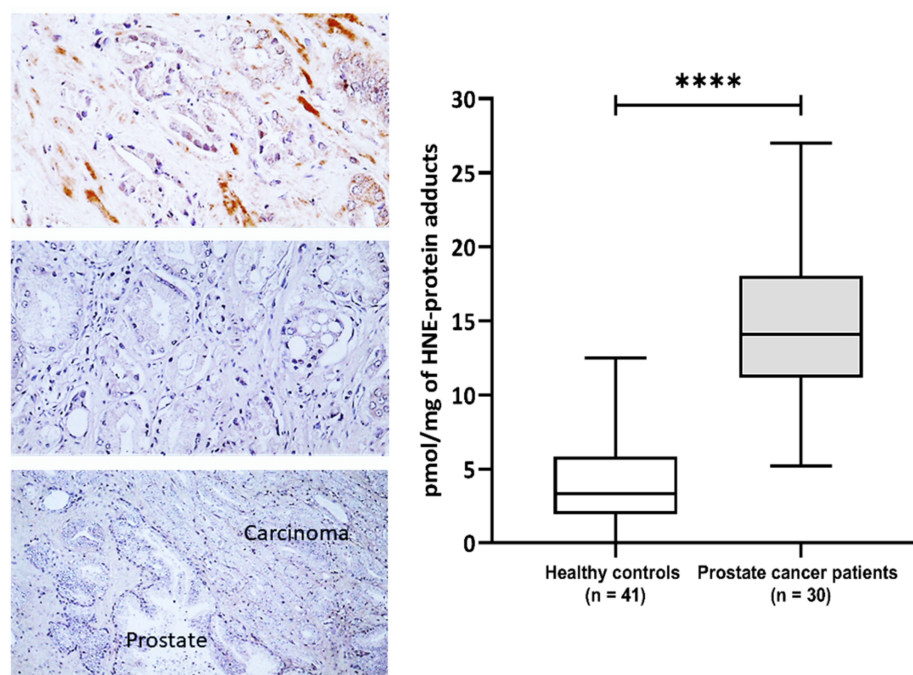 Carcinoma
Prostate
****
pmol/mg of HNE-protein adducts
30
25
20
15
10
5
0
Healthy controls
(n = 41)
Prostate cancer patients
(n = 30)